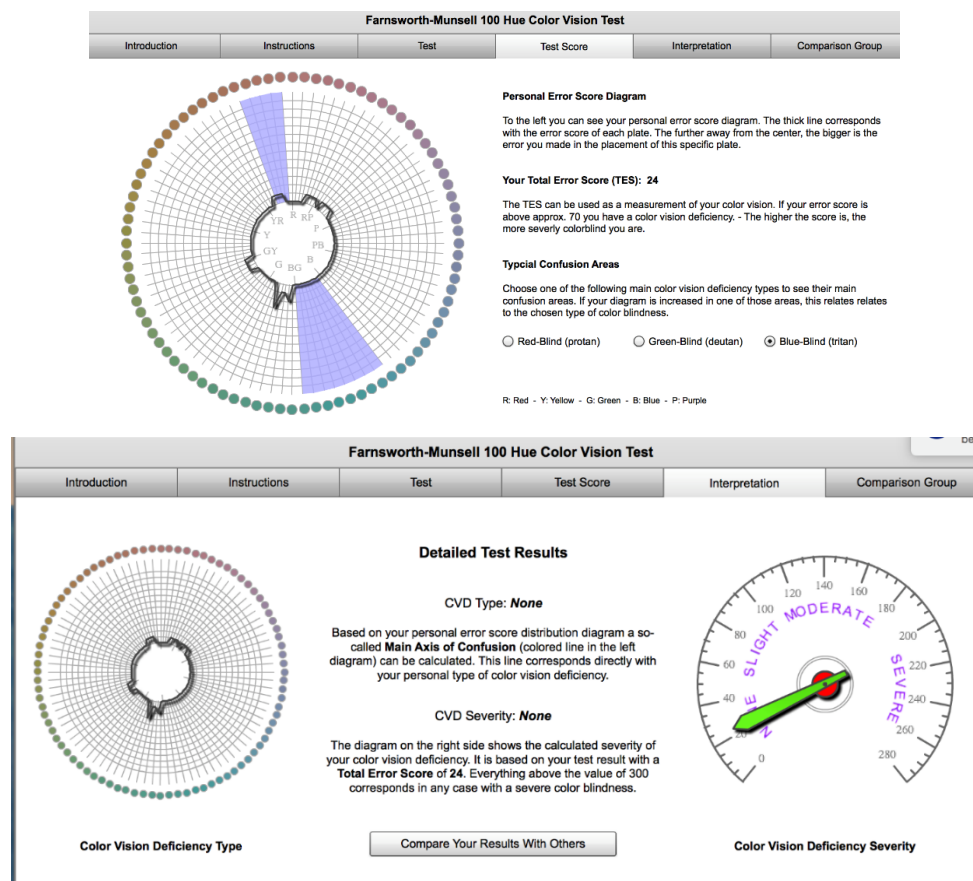 Farnsworth-Munsell 100 Hue Color Vision Test
Introduction
Instructions
Test
Test Score
Interpretation
Comparison Group
R
RP
P
PB
B
BG
G
GY
Y
YR
Personal Error Score Diagram
To the left you can see your personal error score diagram. The thick line corresponds
with the error score of each plate. The further away from the center, the bigger is the
error you made in the placement of this specific plate.
Your Total Error Score (TES): 24
The TES can be used as a measurement of your color vision. If your error score is
above approx. 70 you have a color vision deficiency. - The higher the score is, the
more severly colorblind you are.
Typcial Confusion Areas
Choose one of the following main color vision deficiency types to see their main
confusion areas. If your diagram is increased in one of those areas, this relates relates
to the chosen type of color blindness.
Red-Blind (protan)
Green-Blind (deutan)
Blue-Blind (tritan)
R: Red - Y: Yellow - G: Green - B: Blue - P: Purple
Farnsworth-Munsell 100 Hue Color Vision Test
be
Introduction
Instructions
Test
Test Score
Interpretation
Comparison Group
Detailed Test Results
CVD Type: None
Based on your personal error score distribution diagram a so-
called Main Axis of Confusion (colored line in the left
diagram) can be calculated. This line corresponds directly with
your personal type of color vision deficiency.
CVD Severity: None
The diagram on the right side shows the calculated severity of
your color vision deficiency. It is based on your test result with a
Total Error Score of 24. Everything above the value of 300
corresponds in any case with a severe color blindness.
Compare Your Results With Others
Color Vision Deficiency Type
0
40
60
80
100
120
140
160
180
200
220
240
260
280
SLIGHT
MODERATE
SEVERE
Color Vision Deficiency Severity